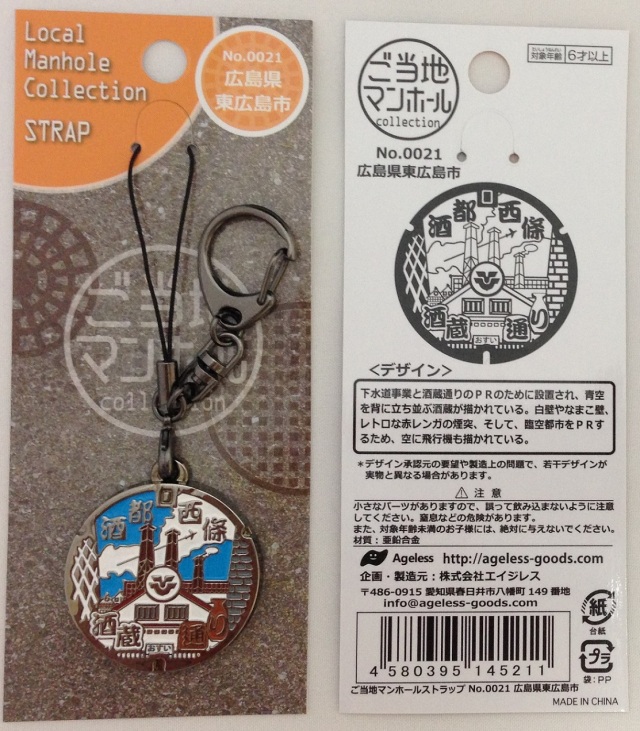 Local
Manhole
Collection
STRAP
No.0021
広島県
東広島市
ご当地
マンホール
collection
酒都 西條
酒蔵 通り
おすい
ご当地
マンホール
collection
対象年齢 6才以上
No.0021
広島県東広島市
酒都 西條
酒蔵 通り
おすい
<デザイン>
下水道事業と酒蔵通りのPRのために設置され、青空
を背に立ち並ぶ酒蔵が描かれている。白壁やなまこ壁、
レトロな赤レンガの煙突、そして、臨空都市をPRす
るため、空に飛行機も描かれている。
*デザイン承認元の要望や製造上の問題で、若干デザインが
実物と異なる場合があります。
⚠ 注 意
小さなパーツがありますので、誤って飲み込まないように注意
してください。窒息などの危険があります。
また、対象年齢未満のお子様には、絶対に与えないでください。
材質:亜鉛合金
Ageless http://ageless-goods.com
企画・製造元:株式会社エイジレス
〒486-0915 愛知県春日井市八幡町 149 番地
info@ageless-goods.com
紙
台紙
プラ
袋:PP
4 580395 145211
ご当地マンホールストラップ No.0021 広島県東広島市
MADE IN CHINA